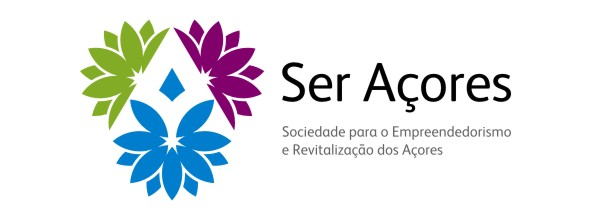 Ser Açores
Sociedade para o Empreendedorismo
e Revitalização dos Açores